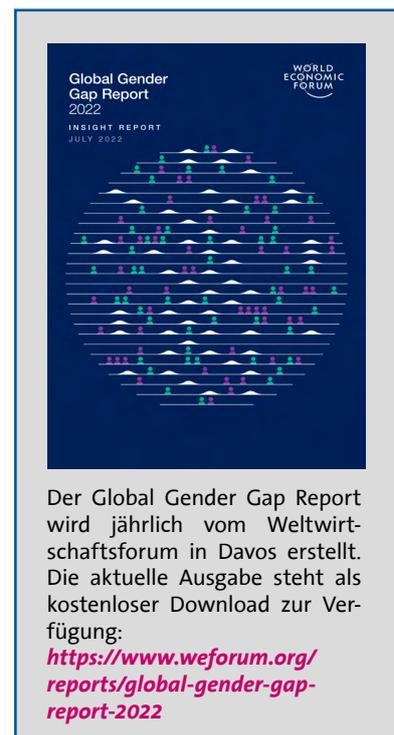 Global Gender
Gap Report
2022
INSIGHT REPORT
JULY 2022
WORLD
ECONOMIC
FORUM
Der Global Gender Gap Report
wird jährlich vom Weltwirt-
schaftsforum in Davos erstellt.
Die aktuelle Ausgabe steht als
kostenloser Download zur Ver-
fügung:
https://www.weforum.org/
reports/global-gender-gap-
report-2022